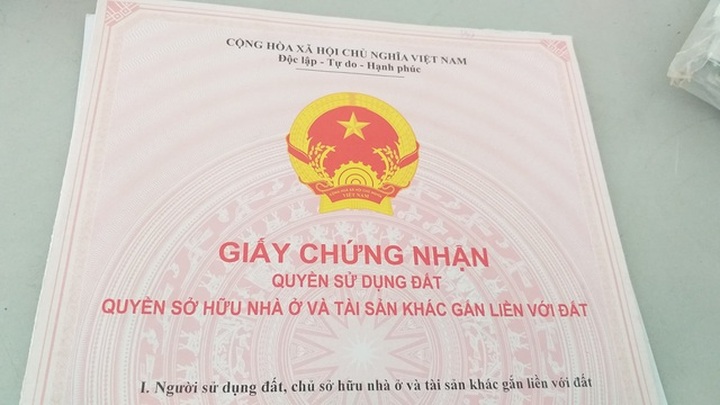 CỘNG HÒA XÃ HỘI CHỦ NGHĨA VIỆT NAM
Độc lập - Tự do - Hạnh phúc
VIỆT NAM
GIẤY CHỨNG NHẬN
QUYỀN SỬ DỤNG ĐẤT
QUYỀN SỞ HỮU NHÀ Ở VÀ TÀI SẢN KHÁC GẮN LIỀN VỚI ĐẤT
I. Người sử dụng đất, chủ sở hữu nhà ở và tài sản khác gắn liền với đất